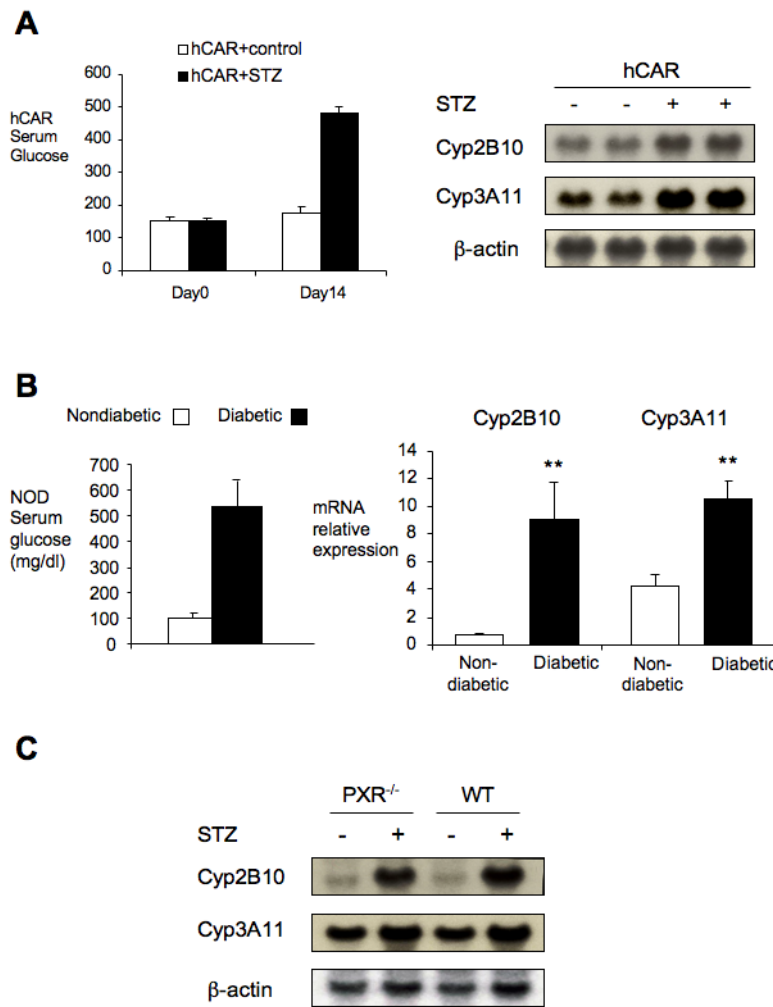 A
hCAR+control
hCAR+STZ
hCAR
Serum
Glucose
600
500
400
300
200
100
0
Day0 Day14
hCAR
STZ - - + +
Cyp2B10
Cyp3A11
β-actin
B
Nondiabetic Diabetic
NOD
Serum
glucose
(mg/dl)
700
600
500
400
300
200
100
0
Cyp2B10 Cyp3A11
mRNA
relative
expression
14
12
10
8
6
4
2
0
** **
Non-
diabetic
Diabetic
Non-
diabetic
Diabetic
C
PXR-/- WT
STZ - + - +
Cyp2B10
Cyp3A11
β-actin